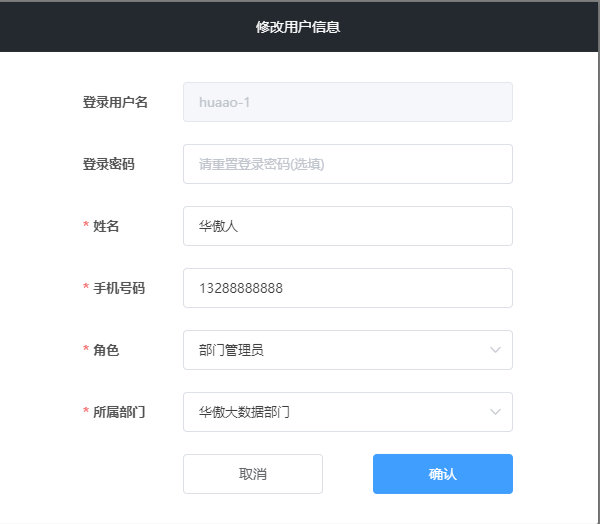 修改用户信息
登录用户名 huaao-1
登录密码 请重置登录密码(选填)
* 姓名 华傲人
* 手机号码 13288888888
* 角色 部门管理员
* 所属部门 华傲大数据部门
取消 确认